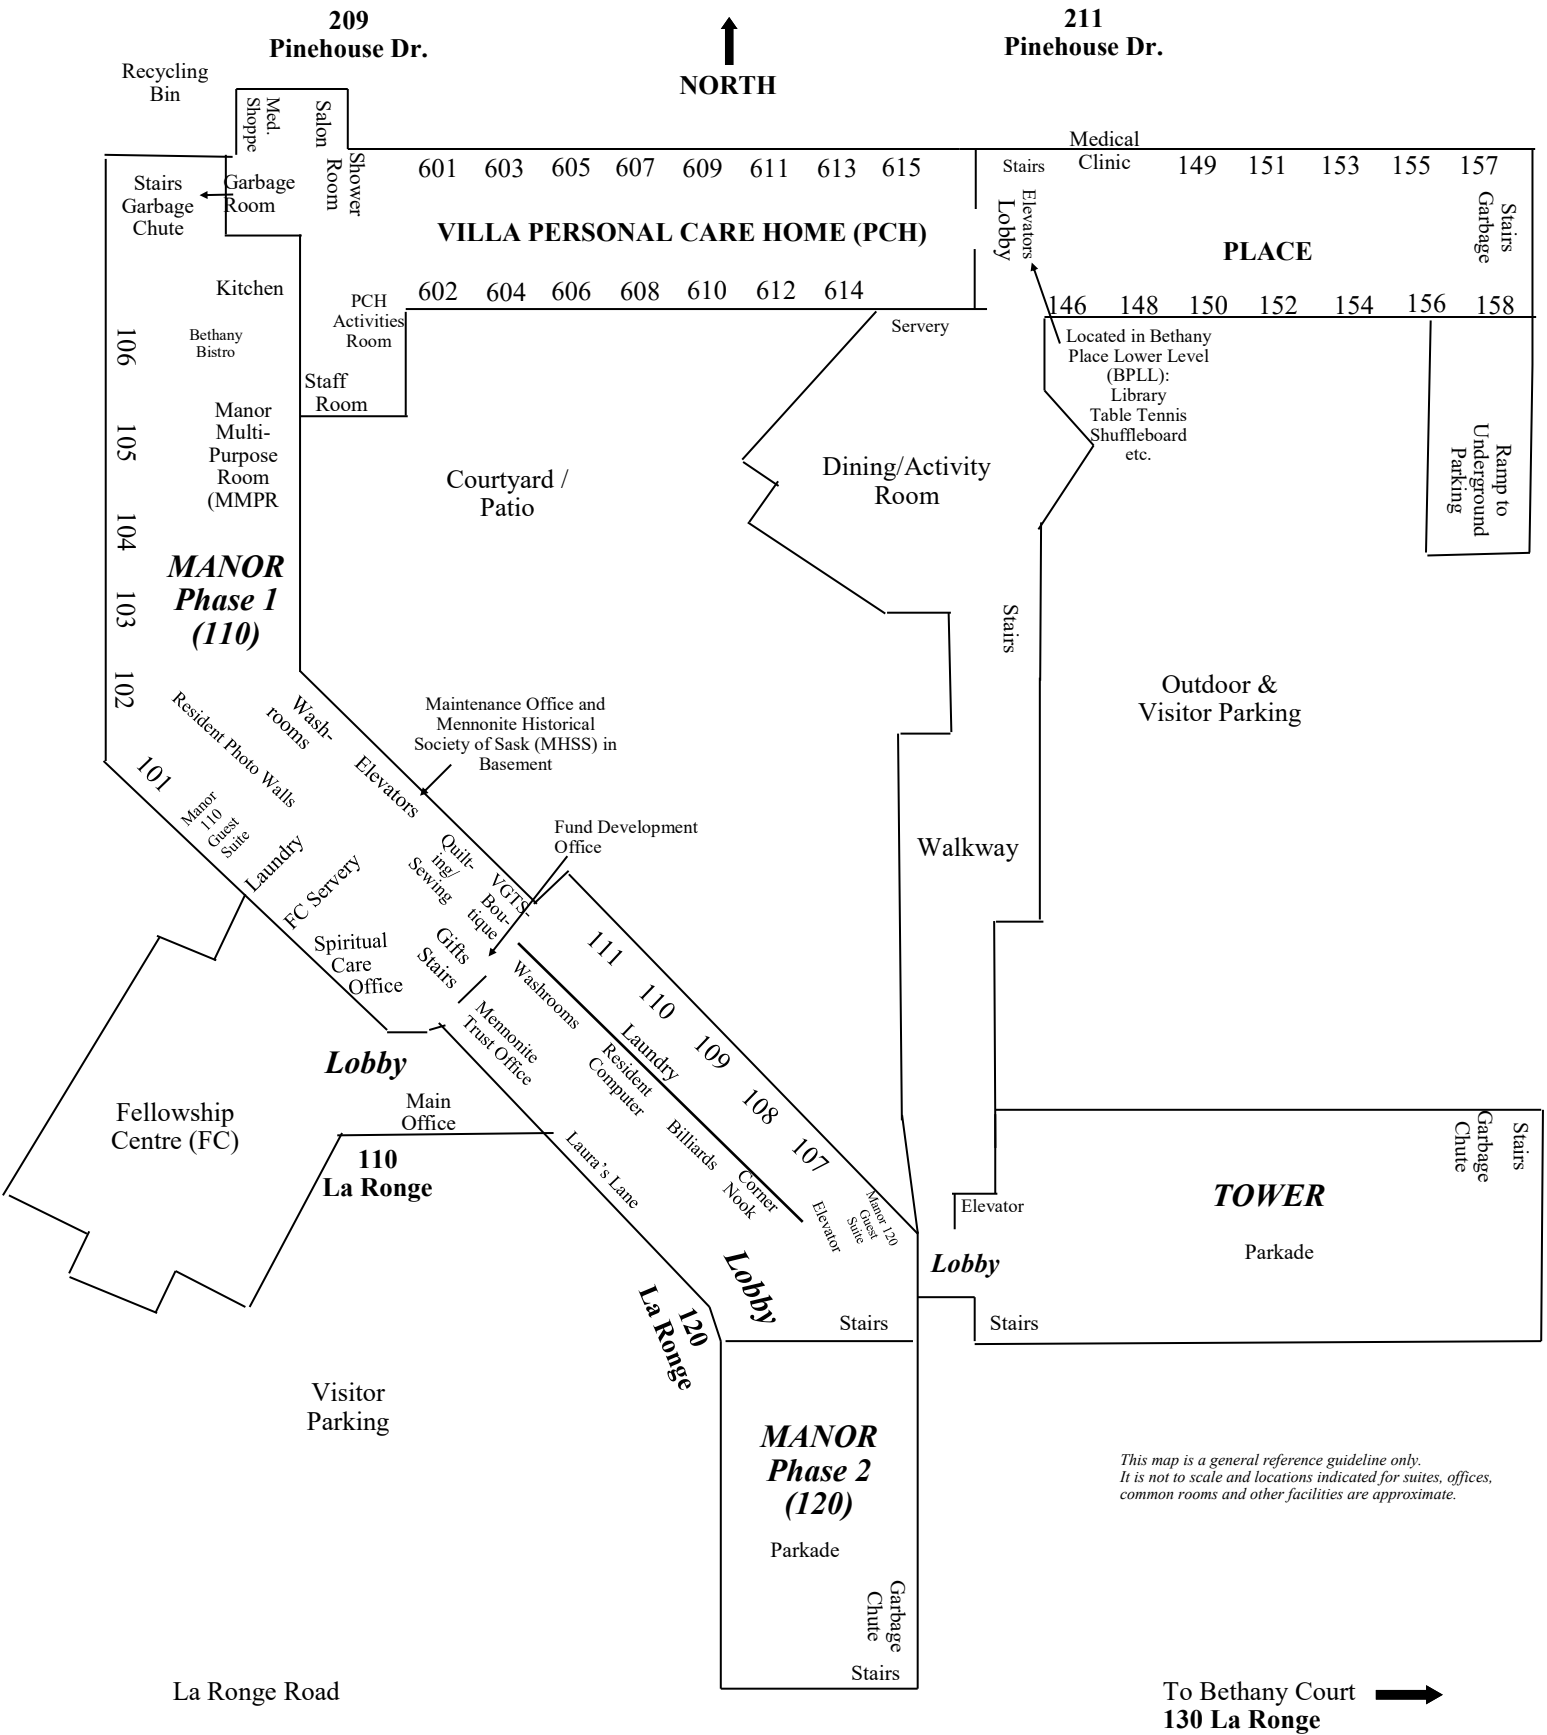 209
Pinehouse Dr.
211
Pinehouse Dr.
NORTH
Recycling
Bin
Med.
Shoppe
Salon
Shower
Room
Stairs
Garbage
Chute
Garbage
Room
601 603 605 607 609 611 613 615
VILLA PERSONAL CARE HOME (PCH)
602 604 606 608 610 612 614
Stairs
Medical
Clinic
149 151 153 155 157
Elevators
Lobby
PLACE
Stairs
Garbage
146 148 150 152 154 156 158
Kitchen
PCH
Activities
Room
Bethany
Bistro
Staff
Room
Manor
Multi-
Purpose
Room
(MMPR
106
105
104
103
102
101
MANOR
Phase 1
(110)
Courtyard /
Patio
Servery
Dining/Activity
Room
Located in Bethany
Place Lower Level
(BPLL):
Library
Table Tennis
Shuffleboard
etc.
Ramp to
Underground
Parking
Stairs
Outdoor &
Visitor Parking
Walkway
Wash-
rooms
Resident Photo Walls
Elevators
Maintenance Office and
Mennonite Historical
Society of Sask (MHSS) in
Basement
Manor
110
Guest
Suite
Laundry
FC Servery
Quilt-
ing/
Sewing
VGTS-
Bou-
tique
Fund Development
Office
Gifts
Stairs
Spiritual
Care
Office
Washrooms
111
110
109
108
107
Mennonite
Trust Office
Laundry
Resident
Computer
Billiards
Corner
Nook
Laura’s Lane
Lobby
Main
Office
Fellowship
Centre (FC)
110
La Ronge
Elevator
Manor 120
Guest
Suite
Lobby
Stairs
120
La Ronge
Elevator
Lobby
Stairs
TOWER
Parkade
Garbage
Chute
Stairs
Visitor
Parking
MANOR
Phase 2
(120)
Parkade
Garbage
Chute
Stairs
This map is a general reference guideline only.
It is not to scale and locations indicated for suites, offices,
common rooms and other facilities are approximate.
La Ronge Road
To Bethany Court
130 La Ronge